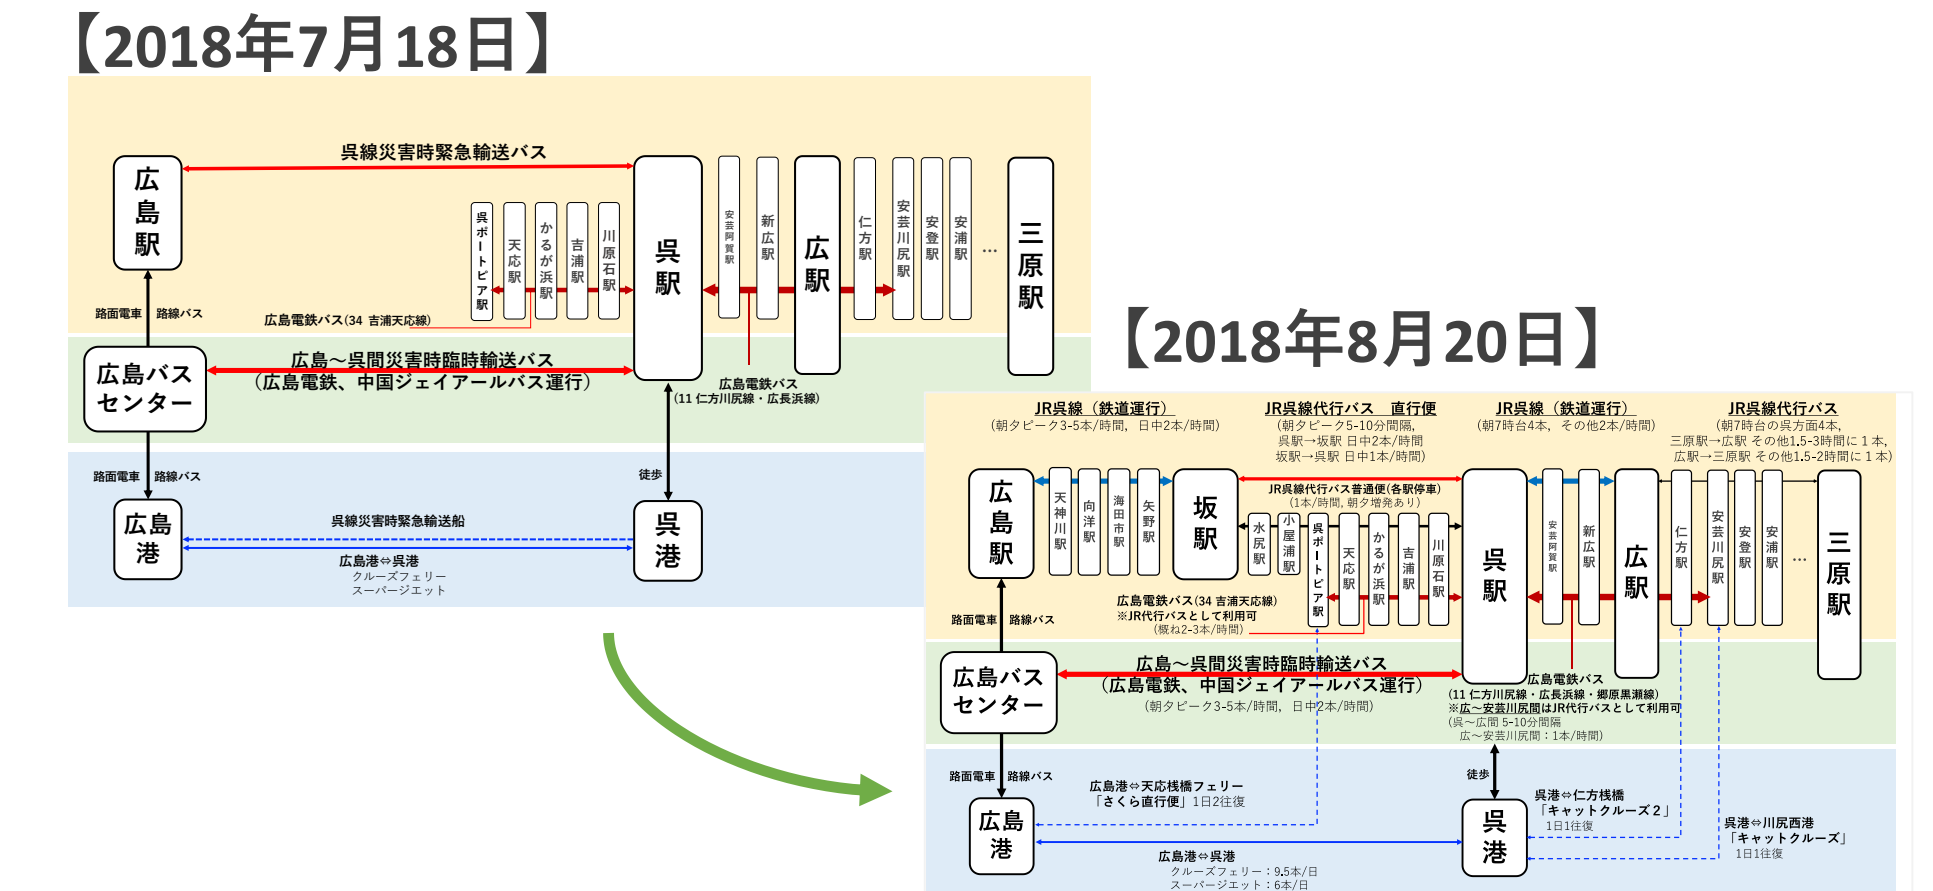 【2018年7月18日】
呉線災害時緊急輸送バス
広島駅
呉ポートピア駅
天応駅
かるが浜駅
吉浦駅
川原石駅
呉駅
安芸阿賀駅
新広駅
広駅
仁方駅
安芸川尻駅
安登駅
安浦駅
…
三原駅
路面電車 路線バス
広島電鉄バス(34 吉浦天応線)
広島バス
センター
広島～呉間災害時臨時輸送バス
（広島電鉄、中国ジェイアールバス運行）
広島電鉄バス
(11 仁方川尻線・広長浜線)
路面電車 路線バス
徒歩
広島
港
呉線災害時緊急輸送船
広島港⇔呉港
クルーズフェリー
スーパージェット
呉
港
【2018年8月20日】
JR呉線（鉄道運行）
(朝夕ピーク3-5本/時間，日中2本/時間)
JR呉線代行バス　直行便
(朝夕ピーク5-10分間隔,
呉駅→坂駅 日中2本/時間
坂駅→呉駅 日中1本/時間)
JR呉線（鉄道運行）
(朝7時台4本，その他2本/時間)
JR呉線代行バス
(朝7時台の呉方面4本，
三原駅→広駅 その他1.5-3時間に１本，
広駅→三原駅 その他1.5-2時間に１本)
広島駅
天神川駅
向洋駅
海田市駅
矢野駅
坂駅
JR呉線代行バス普通便(各駅停車)
(1本/時間，朝夕増発あり)
水尻駅
小屋浦駅
呉ポートピア駅
天応駅
かるが浜駅
吉浦駅
川原石駅
呉駅
安芸阿賀駅
新広駅
広駅
仁方駅
安芸川尻駅
安登駅
安浦駅
…
三原駅
路面電車 路線バス
広島電鉄バス(34 吉浦天応線)
※JR代行バスとして利用可
(概ね2-3本/時間)
広島バス
センター
広島～呉間災害時臨時輸送バス
（広島電鉄、中国ジェイアールバス運行）
(朝夕ピーク3-5本/時間，日中2本/時間)
広島電鉄バス
(11 仁方川尻線・広長浜線・郷原黒瀬線)
※広～安芸川尻間はJR代行バスとして利用可
(呉～広間 5-10分間隔
広～安芸川尻間：1本/時間)
路面電車 路線バス
徒歩
広島
港
広島港⇔天応桟橋フェリー
「さくら直行便」1日2往復
広島港⇔呉港
クルーズフェリー：9.5本/日
スーパージェット：6本/日
呉
港
呉港⇔仁方桟橋
「キャットクルーズ２」
1日1往復
呉港⇔川尻西港
「キャットクルーズ」
1日1往復